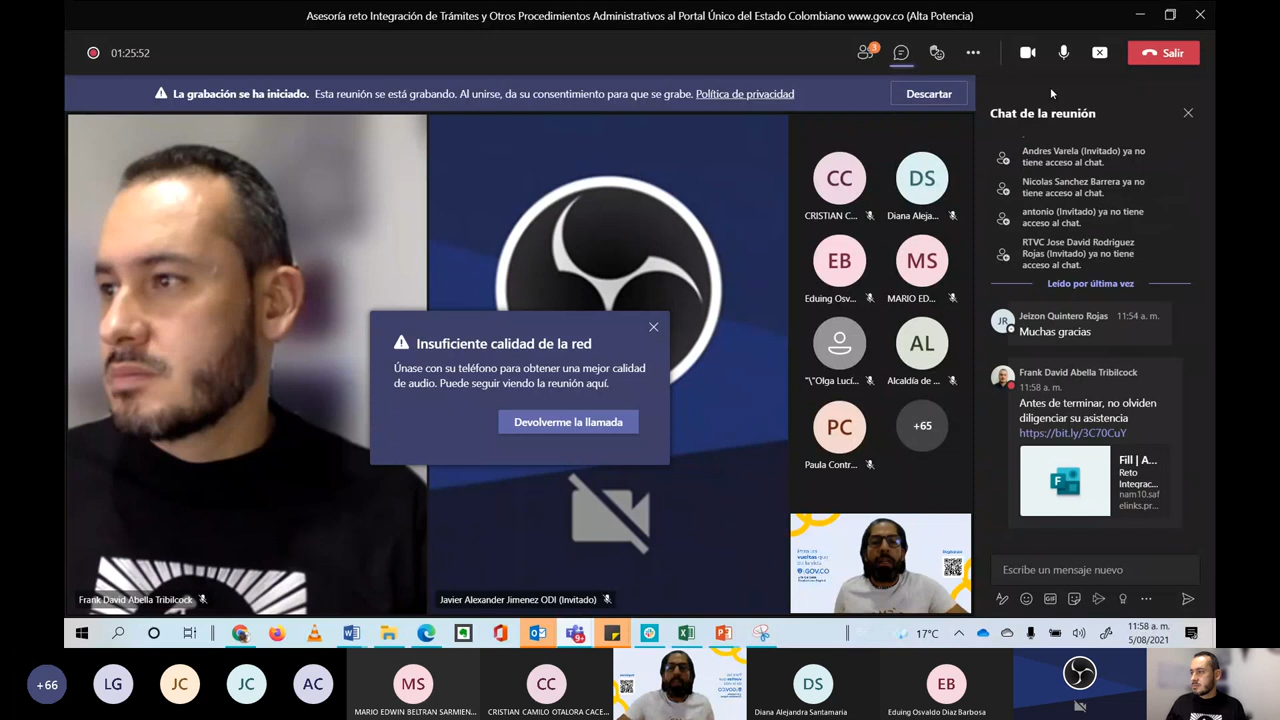 Asesoría reto Integración de Trámites y Otros Procedimientos Administrativos al Portal Único del Estado Colombiano www.gov.co (Alta Potencia)
01:25:52
3
Salir
La grabación se ha iniciado. Esta reunión se está grabando. Al unirse, da su consentimiento para que se grabe. Política de privacidad
Descartar
Chat de la reunión
Andres Varela (Invitado) ya no
tiene acceso al chat.
Nicolas Sanchez Barrera ya no
tiene acceso al chat.
antonio (Invitado) ya no tiene
acceso al chat.
RTVC Jose David Rodriguez
Rojas (Invitado) ya no tiene
acceso al chat.
Leído por última vez
JR
Jeizon Quintero Rojas 11:54 a. m.
Muchas gracias
Frank David Abella Tribilcock
11:58 a. m.
Antes de terminar, no olviden
diligenciar su asistencia
https://bit.ly/3C70CuY
F
Fill | A...
Reto
Integrac...
nam10.saf
elinks.pr...
Escribe un mensaje nuevo
CC
CRISTIAN C...
DS
Diana Aleja...
EB
Eduing Osv...
MS
MARIO ED...
"\"Olga Lucí...
AL
Alcaldía de ...
PC
Paula Contr...
+65
Insuficiente calidad de la red
Únase con su teléfono para obtener una mejor calidad
de audio. Puede seguir viendo la reunión aquí.
Devolverme la llamada
Frank David Abella Tribilcock
Javier Alexander Jimenez ODI (Invitado)
vueltas que
GOV.CO
9+
17°C
11:58 a. m.
5/08/2021
+66
LG
JC
JC
AC
MS
MARIO EDWIN BELTRAN SARMIEN...
CC
CRISTIAN CAMILO OTALORA CACE...
DS
Diana Alejandra Santamaria
EB
Eduing Osvaldo Diaz Barbosa